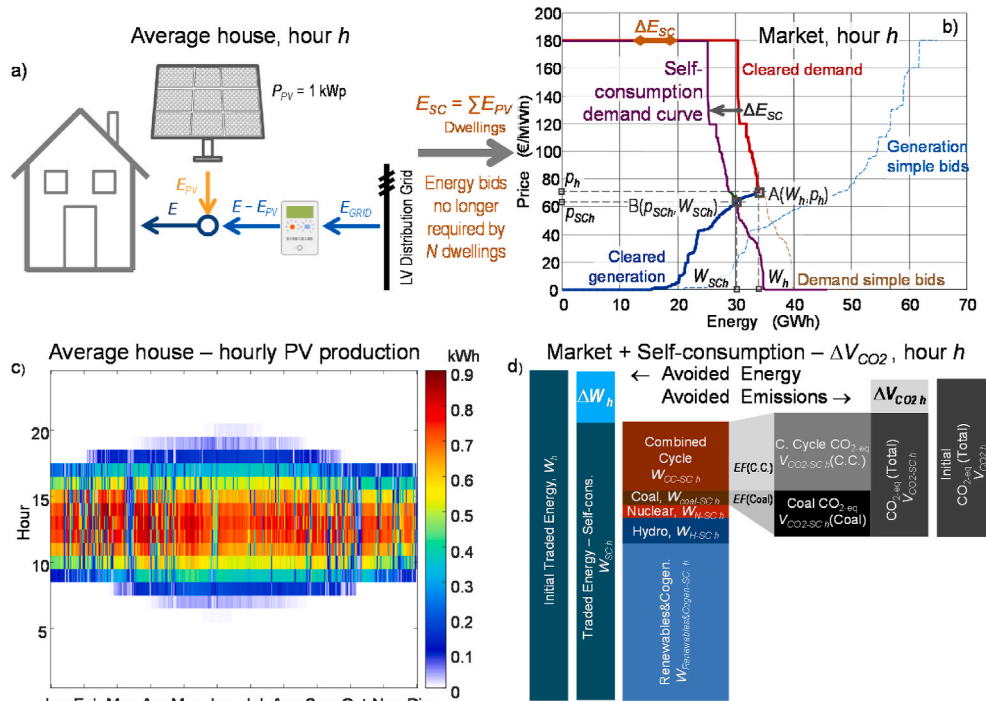 Average house, hour h
a)
P_PV = 1 kWp
E_PV
E
E – E_PV
E_GRID
LV Distribution Grid
E_SC = ∑ E_PV
Dwellings
Energy bids
no longer
required by
N dwellings
b)
Market, hour h
Price (€/MWh)
200
180
160
140
120
100
80
60
40
20
0
p_h
p_SCh
ΔE_SC
Self-
consumption
demand curve
Cleared demand
ΔE_SC
Generation
simple bids
A(W_h,p_h)
B(p_SCh,W_SCh)
Cleared
generation
W_SCh
W_h
Demand simple bids
0 10 20 30 40 50 60 70
Energy (GWh)
Average house – hourly PV production
c)
kWh
0.9
0.8
0.7
0.6
0.5
0.4
0.3
0.2
0.1
0
Hour
20
15
10
5
Market + Self-consumption – ΔV_CO2 , hour h
d)
← Avoided Energy
Avoided Emissions →
Initial Traded Energy, W_h
ΔW_h
Traded Energy – Self-cons.
W_SC h
Combined
Cycle
W_CC-SC h
Coal, W_coal-SC h
Nuclear, W_N-SC h
Hydro, W_H-SC h
Renewables&Cogen.
W_Renewables&Cogen-SC, h
EF(C.C.)
EF(Coal)
C. Cycle CO_2-eq
V_CO2-SC h(C.C.)
Coal CO_2-eq
V_CO2-SC h(Coal)
ΔV_CO2 h
CO_2-eq (Total)
V_CO2-SC h
Initial
CO_2-eq (Total)
V_CO2 h